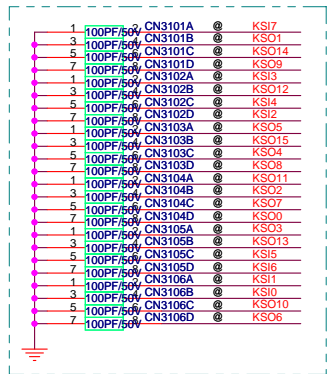 1 100PF/50V 2 CN3101A @ KSI7
3 100PF/50V 4 CN3101B @ KSO1
5 100PF/50V 6 CN3101C @ KSO14
7 100PF/50V 8 CN3101D @ KSO9
1 100PF/50V 2 CN3102A @ KSI3
3 100PF/50V 4 CN3102B @ KSO12
5 100PF/50V 6 CN3102C @ KSI4
7 100PF/50V 8 CN3102D @ KSI2
1 100PF/50V 2 CN3103A @ KSO5
3 100PF/50V 4 CN3103B @ KSO15
5 100PF/50V 6 CN3103C @ KSO4
7 100PF/50V 8 CN3103D @ KSO8
1 100PF/50V 2 CN3104A @ KSO11
3 100PF/50V 4 CN3104B @ KSO2
5 100PF/50V 6 CN3104C @ KSO7
7 100PF/50V 8 CN3104D @ KSO0
1 100PF/50V 2 CN3105A @ KSO3
3 100PF/50V 4 CN3105B @ KSO13
5 100PF/50V 6 CN3105C @ KSI5
7 100PF/50V 8 CN3105D @ KSI6
1 100PF/50V 2 CN3106A @ KSI1
3 100PF/50V 4 CN3106B @ KSI0
5 100PF/50V 6 CN3106C @ KSO10
7 100PF/50V 8 CN3106D @ KSO6